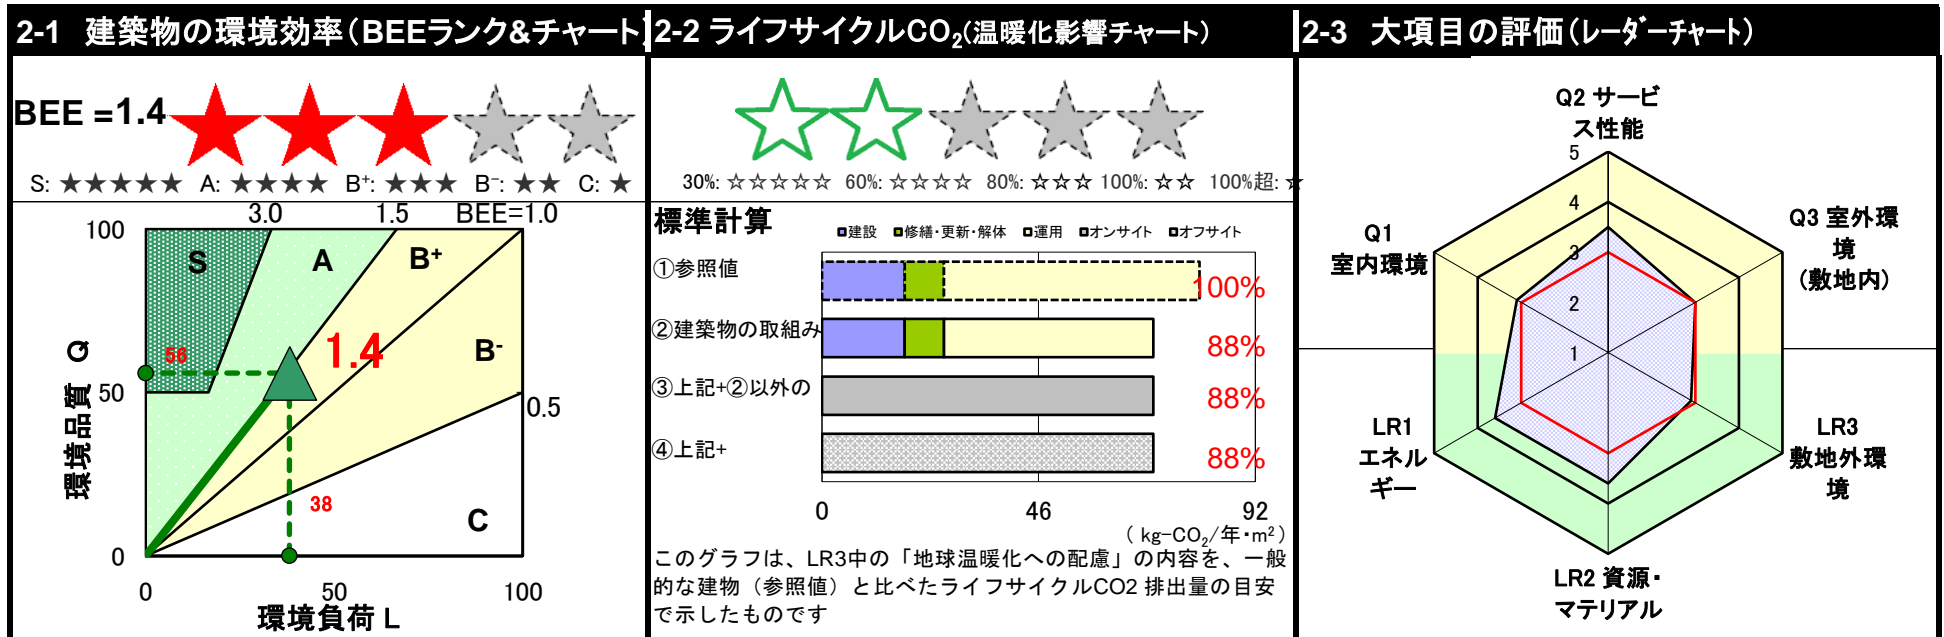 2-1 建築物の環境効率(BEEランク&チャート)
BEE =1.4
S: ★★★★★ A: ★★★★ B+: ★★★ B-: ★★ C: ★
3.0 1.5 BEE=1.0
100
S A B+
B-
C
1.4
56
50
0.5
38
0
環境品質 Q
0 50 100
環境負荷 L
2-2 ライフサイクルCO2(温暖化影響チャート)
30%: ☆☆☆☆☆ 60%: ☆☆☆☆ 80%: ☆☆☆ 100%: ☆☆ 100%超: ☆
標準計算
建設 修繕・更新・解体 運用 オンサイト オフサイト
①参照値 100%
②建築物の取組み 88%
③上記+②以外の 88%
④上記+ 88%
0 46 92
( kg-CO2/年・m2 )
このグラフは、LR3中の「地球温暖化への配慮」の内容を、一般
的な建物(参照値)と比べたライフサイクルCO2 排出量の目安
で示したものです
2-3 大項目の評価(レーダーチャート)
Q2 サービ
ス性能
5
4
3
2
1
Q3 室外環
境
(敷地内)
Q1
室内環境
LR1
エネル
ギー
LR3
敷地外環
境
LR2 資源・
マテリアル